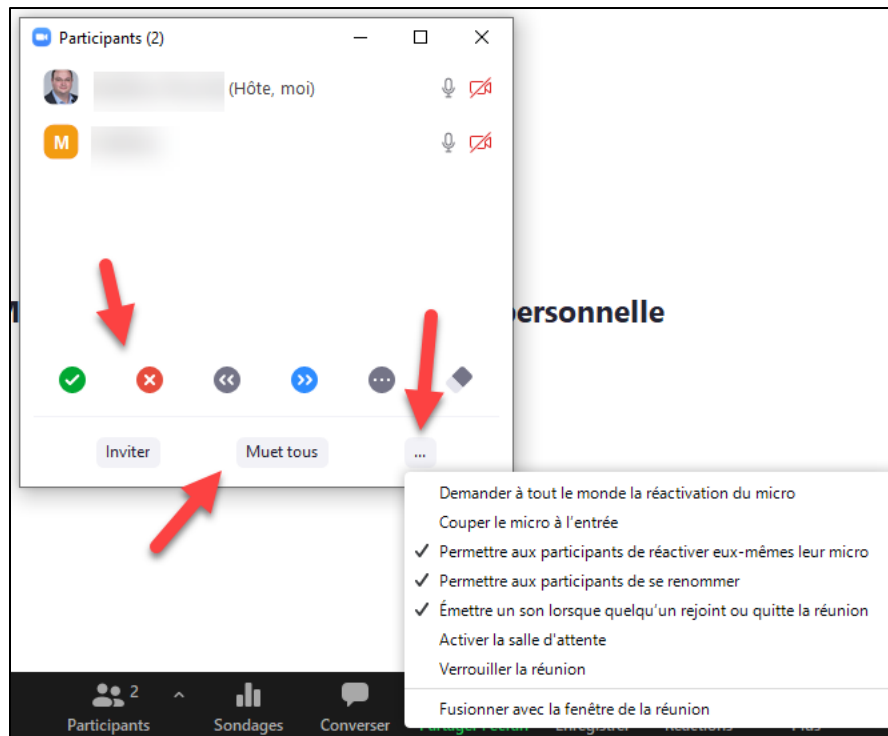 Participants (2)
(Hôte, moi)
M
personnelle
Inviter
Muet tous
...
Demander à tout le monde la réactivation du micro
Couper le micro à l'entrée
Permettre aux participants de réactiver eux-mêmes leur micro
Permettre aux participants de se renommer
Émettre un son lorsque quelqu'un rejoint ou quitte la réunion
Activer la salle d'attente
Verrouiller la réunion
Fusionner avec la fenêtre de la réunion
2
Participants
Sondages
Converser